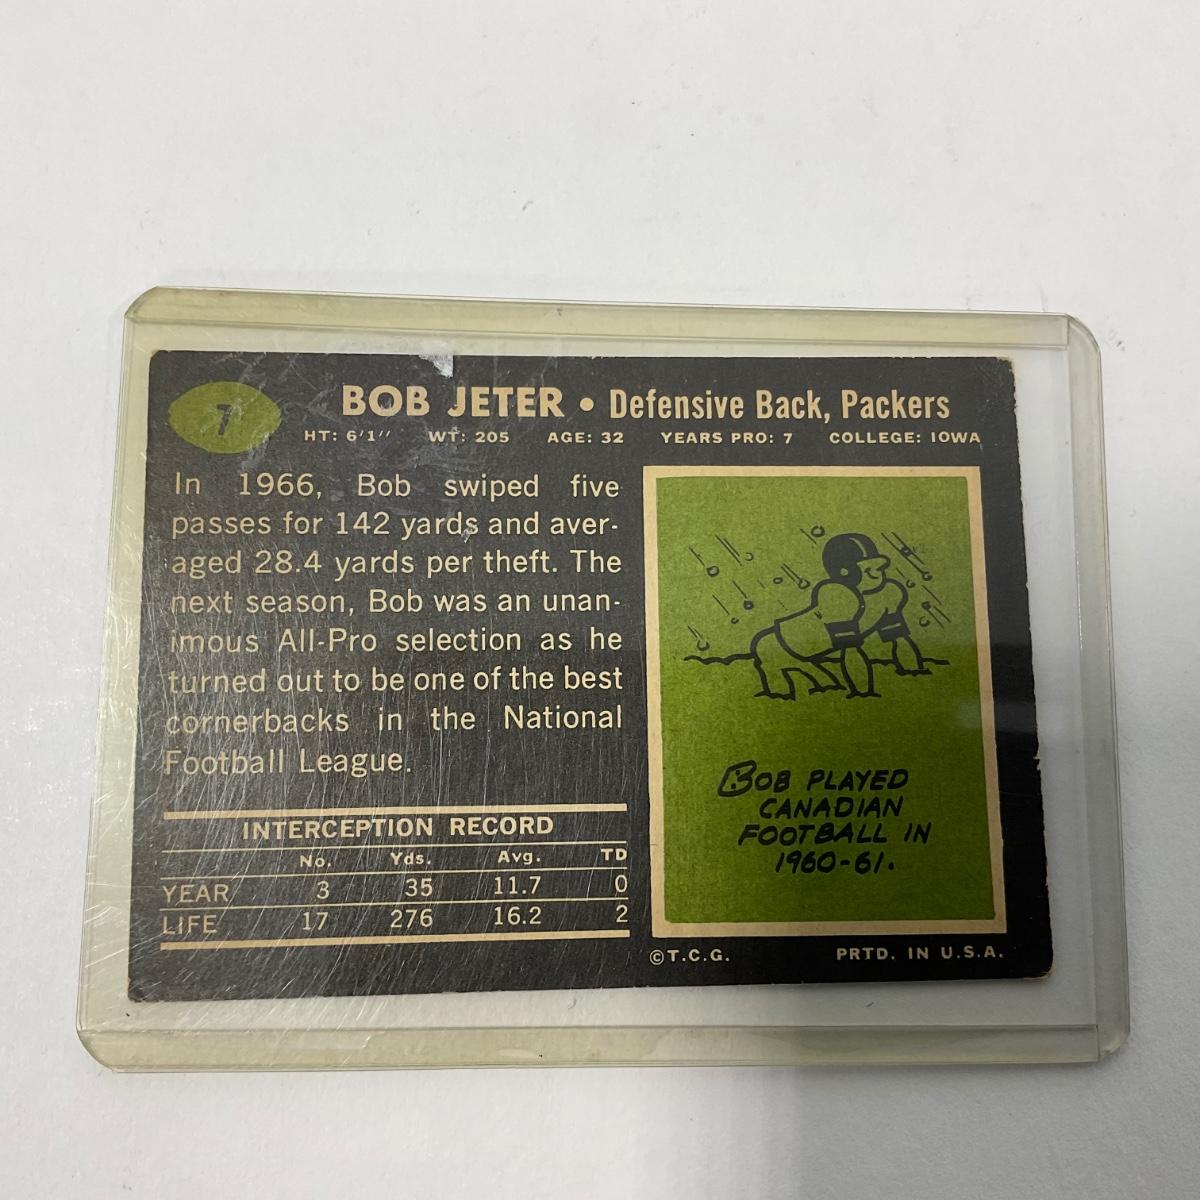 7
BOB JETER • Defensive Back, Packers
HT: 6'1" WT: 205 AGE: 32 YEARS PRO: 7 COLLEGE: IOWA
In 1966, Bob swiped five
passes for 142 yards and aver-
aged 28.4 yards per theft. The
next season, Bob was an unan-
imous All-Pro selection as he
turned out to be one of the best
cornerbacks in the National
Football League.
INTERCEPTION RECORD
No. Yds. Avg. TD
YEAR 3 35 11.7 0
LIFE 17 276 16.2 2
BOB PLAYED
CANADIAN
FOOTBALL IN
1960-61.
©T.C.G. PRTD. IN U.S.A.